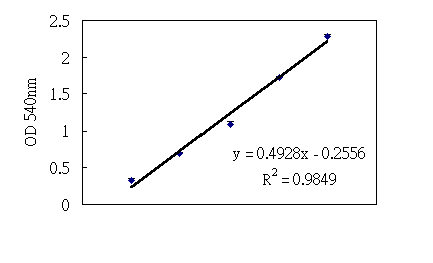 2.5
2
1.5
1
0.5
0
OD 540nm
y = 0.4928x - 0.2556
R² = 0.9849